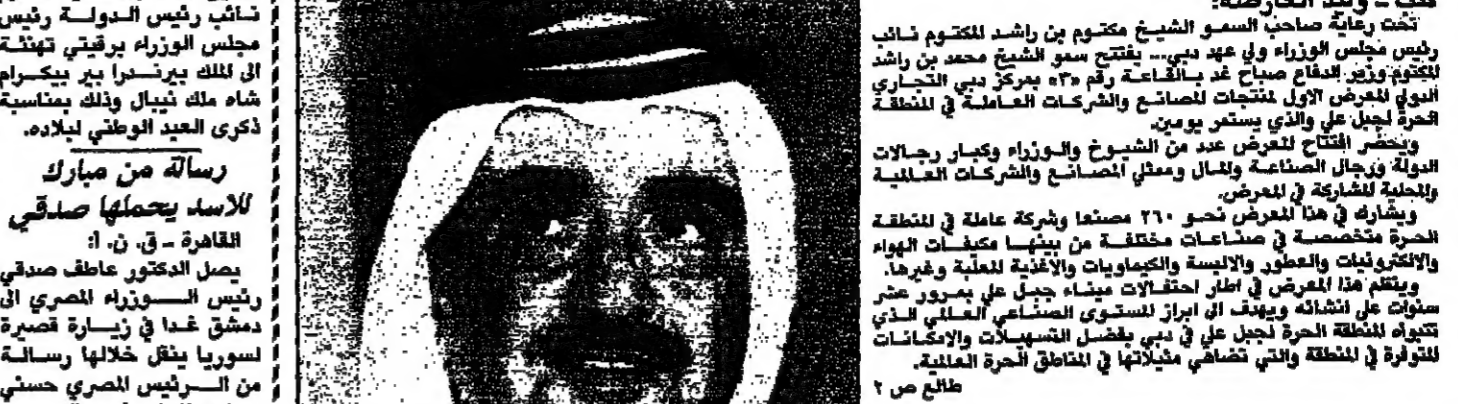 كتب - وليد العارضة:
تحت رعاية صاحب السمو الشيخ مكتوم بن راشد المكتوم نائب
رئيس مجلس الوزراء ولي عهد دبي... يفتتح سمو الشيخ محمد بن راشد
المكتوم وزير الدفاع صباح غد بالقاعة رقم «٣» بمركز دبي التجاري
الدولي المعرض الاول لمنتجات المصانع والشركات العاملة في المنطقة
الحرة لجبل علي والذي يستمر يومين.
ويحضر افتتاح المعرض عدد من الشيوخ والوزراء وكبار رجالات
الدولة ورجال الصناعة والمال وممثلي المصانع والشركات العالمية
والمحلية المشاركة في المعرض.
ويشارك في هذا المعرض نحو ٢٦٠ مصنعا وشركة عاملة في المنطقة
الحرة متخصصة في صناعات مختلفة من بينها مكيفات الهواء
والالكترونيات والعطور والالبسة والكيماويات والاغذية المعلبة وغيرها.
وينظم هذا المعرض في اطار احتفالات ميناء جبل علي بمرور عشر
سنوات على انشائه ويهدف الى ابراز المستوى الصناعي العالمي الذي
تتبوأه المنطقة الحرة لجبل علي في دبي بفضل التسهيلات والامكانات
المتوفرة في المنطقة والتي تضاهي مثيلاتها في المناطق الحرة العالمية.
طالع ص ٢
نائب رئيس الدولة رئيس
مجلس الوزراء برقيتي تهنئة
الى الملك بيرندرا بير بيكرام
شاه ملك نيبال وذلك بمناسبة
ذكرى العيد الوطني لبلاده.
رسالة من مبارك
للاسد يحملها صدقي
القاهرة - ق. ن. ا:
يصل الدكتور عاطف صدقي
رئيس الوزراء المصري الى
دمشق غدا في زيارة قصيرة
لسوريا ينقل خلالها رسالة
من الرئيس المصري حسني